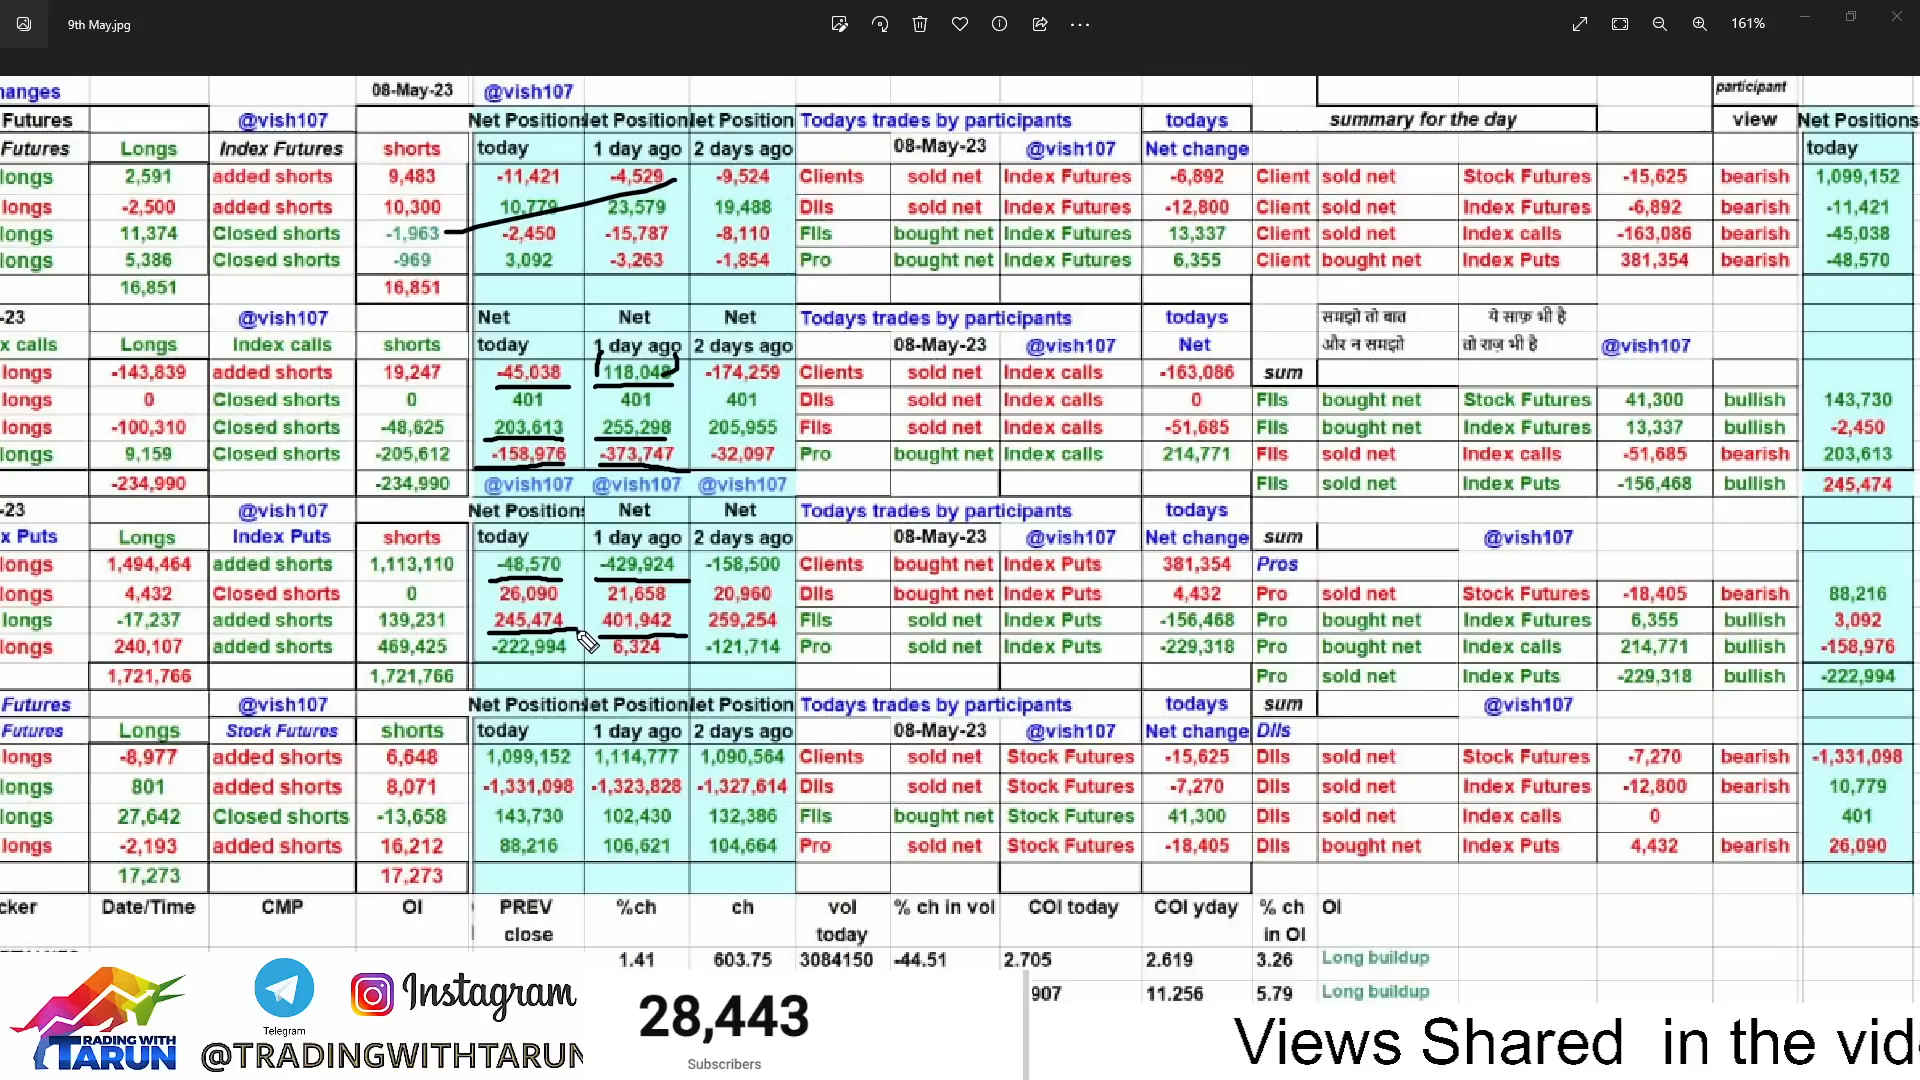 9th May.jpg
161%
hanges 08-May-23 @vish107 participant
Futures @vish107 Net Positions Net Positions Net Positions Todays trades by participants todays summary for the day view Net Positions
Futures Longs Index Futures shorts today 1 day ago 2 days ago 08-May-23 @vish107 Net change today
longs 2,591 added shorts 9,483 -11,421 -4,529 -9,524 Clients sold net Index Futures -6,892 Client sold net Stock Futures -15,625 bearish 1,099,152
longs -2,500 added shorts 10,300 10,779 23,579 19,488 DIIs sold net Index Futures -12,800 Client sold net Index Futures -6,892 bearish -11,421
longs 11,374 Closed shorts -1,963 -2,450 -15,787 -8,110 FIIs bought net Index Futures 13,337 Client sold net Index calls -163,086 bearish -45,038
longs 5,386 Closed shorts -969 3,092 -3,263 -1,854 Pro bought net Index Futures 6,355 Client bought net Index Puts 381,354 bearish -48,570
16,851 16,851
-23 @vish107 Net Net Net Todays trades by participants todays समझो तो बात ये साफ़ भी है
x calls Longs Index calls shorts today 1 day ago 2 days ago 08-May-23 @vish107 Net और न समझो तो राज़ भी है @vish107
longs -143,839 added shorts 19,247 -45,038 118,048 -174,259 Clients sold net Index calls -163,086 sum
longs 0 Closed shorts 0 401 401 401 DIIs sold net Index calls 0 FIIs bought net Stock Futures 41,300 bullish 143,730
longs -100,310 Closed shorts -48,625 203,613 255,298 205,955 FIIs sold net Index calls -51,685 FIIs bought net Index Futures 13,337 bullish -2,450
longs 9,159 Closed shorts -205,612 -158,976 -373,747 -32,097 Pro bought net Index calls 214,771 FIIs sold net Index calls -51,685 bearish 203,613
-234,990 -234,990 @vish107 @vish107 @vish107 FIIs sold net Index Puts -156,468 bullish 245,474
-23 @vish107 Net Positions Net Net Todays trades by participants todays
x Puts Longs Index Puts shorts today 1 day ago 2 days ago 08-May-23 @vish107 Net change sum @vish107
longs 1,494,464 added shorts 1,113,110 -48,570 -429,924 -158,500 Clients bought net Index Puts 381,354 Pros
longs 4,432 Closed shorts 0 26,090 21,658 20,960 DIIs bought net Index Puts 4,432 Pro sold net Stock Futures -18,405 bearish 88,216
longs -17,237 added shorts 139,231 245,474 401,942 259,254 FIIs sold net Index Puts -156,468 Pro bought net Index Futures 6,355 bullish 3,092
longs 240,107 added shorts 469,425 -222,994 6,324 -121,714 Pro sold net Index Puts -229,318 Pro bought net Index calls 214,771 bullish -158,976
1,721,766 1,721,766 Pro sold net Index Puts -229,318 bullish -222,994
Futures @vish107 Net Positions Net Positions Net Positions Todays trades by participants todays sum @vish107
Futures Longs Stock Futures shorts today 1 day ago 2 days ago 08-May-23 @vish107 Net change DIIs
longs -8,977 added shorts 6,648 1,099,152 1,114,777 1,090,564 Clients sold net Stock Futures -15,625 DIIs sold net Stock Futures -7,270 bearish -1,331,098
longs 801 added shorts 8,071 -1,331,098 -1,323,828 -1,327,614 DIIs sold net Stock Futures -7,270 DIIs sold net Index Futures -12,800 bearish 10,779
longs 27,642 Closed shorts -13,658 143,730 102,430 132,386 FIIs bought net Stock Futures 41,300 DIIs sold net Index calls 0 401
longs -2,193 added shorts 16,212 88,216 106,621 104,664 Pro sold net Stock Futures -18,405 DIIs bought net Index Puts 4,432 bearish 26,090
17,273 17,273
cker Date/Time CMP OI PREV %ch ch vol % ch in vol COI today COI yday % ch OI
close today in OI
1.41 603.75 3084150 -44.51 2.705 2.619 3.26 Long buildup
907 11.256 5.79 Long buildup
TRADING WITH TARUN
Telegram
Instagram
@TRADINGWITHTARUN
28,443
Subscribers
Views Shared in the vid